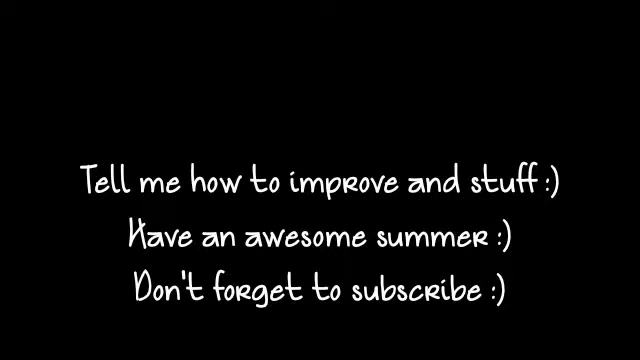 Tell me how to improve and stuff :)
Have an awesome summer :)
Don't forget to subscribe :)